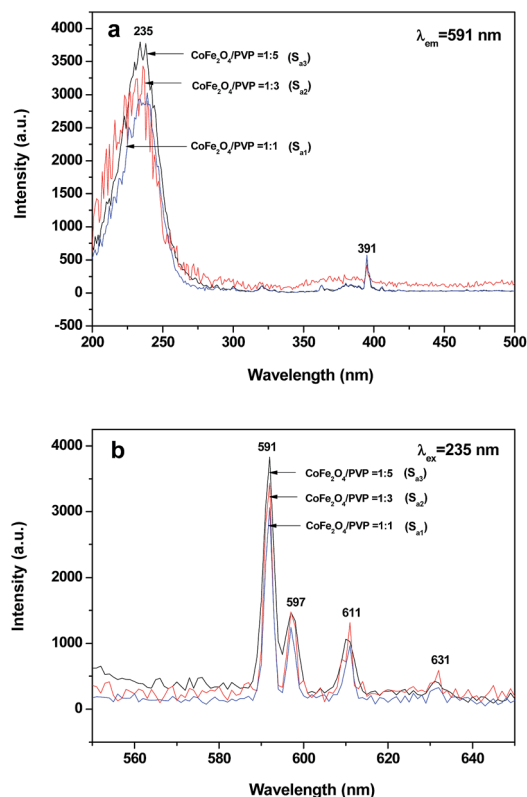 a
235
λem=591 nm
CoFe2O4/PVP =1:5 (Sa3)
CoFe2O4/PVP =1:3 (Sa2)
CoFe2O4/PVP =1:1 (Sa1)
391
4000
3500
3000
2500
2000
1500
1000
500
0
-500
Intensity (a.u.)
200 250 300 350 400 450 500
Wavelength (nm)
b
591
λex=235 nm
CoFe2O4/PVP =1:5 (Sa3)
CoFe2O4/PVP =1:3 (Sa2)
CoFe2O4/PVP =1:1 (Sa1)
597
611
631
4000
3000
2000
1000
0
Intensity (a.u.)
560 580 600 620 640
Wavelength (nm)